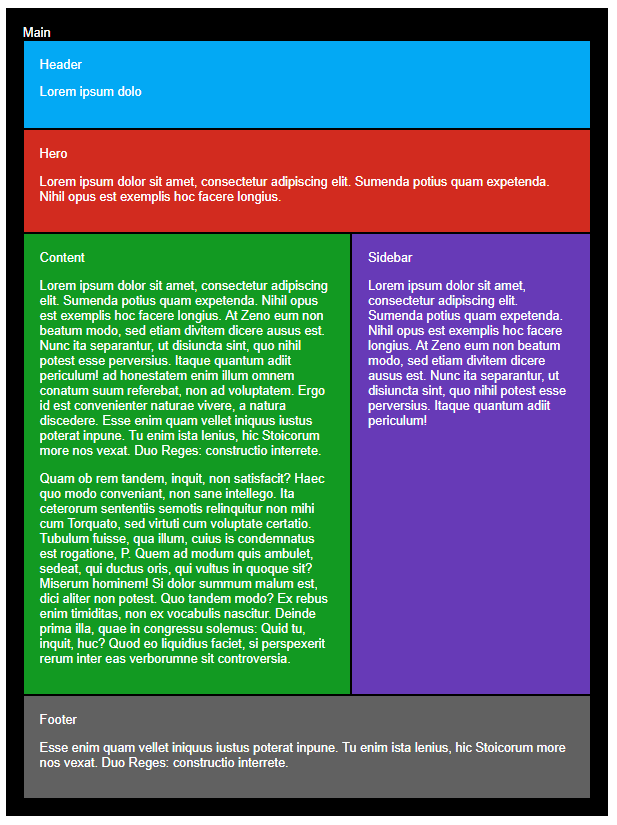 Main
Header
Lorem ipsum dolo
Hero
Lorem ipsum dolor sit amet, consectetur adipiscing elit. Sumenda potius quam expetenda.
Nihil opus est exemplis hoc facere longius.
Content
Lorem ipsum dolor sit amet, consectetur adipiscing
elit. Sumenda potius quam expetenda. Nihil opus
est exemplis hoc facere longius. At Zeno eum non
beatum modo, sed etiam divitem dicere ausus est.
Nunc ita separantur, ut disiuncta sint, quo nihil
potest esse perversius. Itaque quantum adiit
periculum! ad honestatem enim illum omnem
conatum suum referebat, non ad voluptatem. Ergo
id est convenienter naturae vivere, a natura
discedere. Esse enim quam vellet iniquus iustus
poterat inpune. Tu enim ista lenius, hic Stoicorum
more nos vexat. Duo Reges: constructio interrete.
Quam ob rem tandem, inquit, non satisfacit? Haec
quo modo conveniant, non sane intellego. Ita
ceterorum sententiis semotis relinquitur non mihi
cum Torquato, sed virtuti cum voluptate certatio.
Tubulum fuisse, qua illum, cuius is condemnatus
est rogatione, P. Quem ad modum quis ambulet,
sedeat, qui ductus oris, qui vultus in quoque sit?
Miserum hominem! Si dolor summum malum est,
dici aliter non potest. Quo tandem modo? Ex rebus
enim timiditas, non ex vocabulis nascitur. Deinde
prima illa, quae in congressu solemus: Quid tu,
inquit, huc? Quod eo liquidius faciet, si perspexerit
rerum inter eas verborumne sit controversia.
Sidebar
Lorem ipsum dolor sit amet,
consectetur adipiscing elit.
Sumenda potius quam expetenda.
Nihil opus est exemplis hoc facere
longius. At Zeno eum non beatum
modo, sed etiam divitem dicere
ausus est. Nunc ita separantur, ut
disiuncta sint, quo nihil potest esse
perversius. Itaque quantum adiit
periculum!
Footer
Esse enim quam vellet iniquus iustus poterat inpune. Tu enim ista lenius, hic Stoicorum more
nos vexat. Duo Reges: constructio interrete.